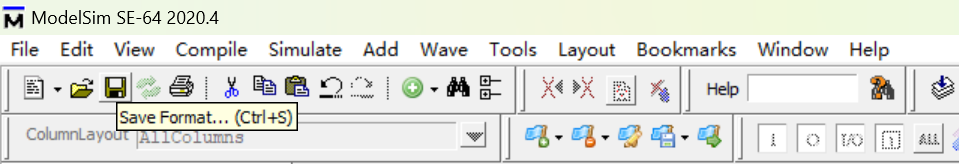 ModelSim SE-64 2020.4
File Edit View Compile Simulate Add Wave Tools Layout Bookmarks Window Help
Help
Save Format... (Ctrl+S)
ColumnLayout AllColumns
I O I/O ALL